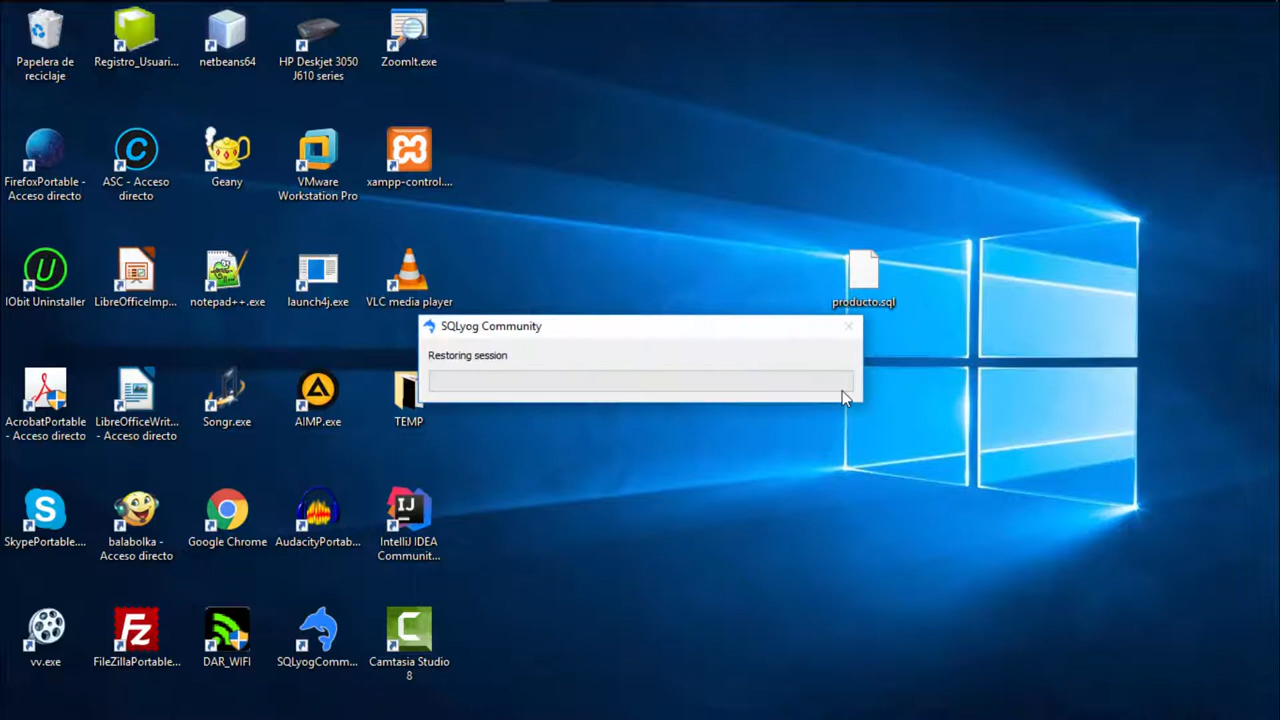 Papelera de
reciclaje
Registro_Usuari...
netbeans64
HP Deskjet 3050
J610 series
ZoomIt.exe
FirefoxPortable -
Acceso directo
ASC - Acceso
directo
Geany
VMware
Workstation Pro
xampp-control....
IObit Uninstaller
LibreOfficeImp...
notepad++.exe
launch4j.exe
VLC media player
producto.sql
SQLyog Community
Restoring session
AcrobatPortable
- Acceso directo
LibreOfficeWrit...
- Acceso directo
Songr.exe
AIMP.exe
TEMP
SkypePortable....
balabolka -
Acceso directo
Google Chrome
AudacityPortab...
IntelliJ IDEA
Communit...
vv.exe
FileZillaPortable...
DAR_WIFI
SQLyogComm...
Camtasia Studio
8